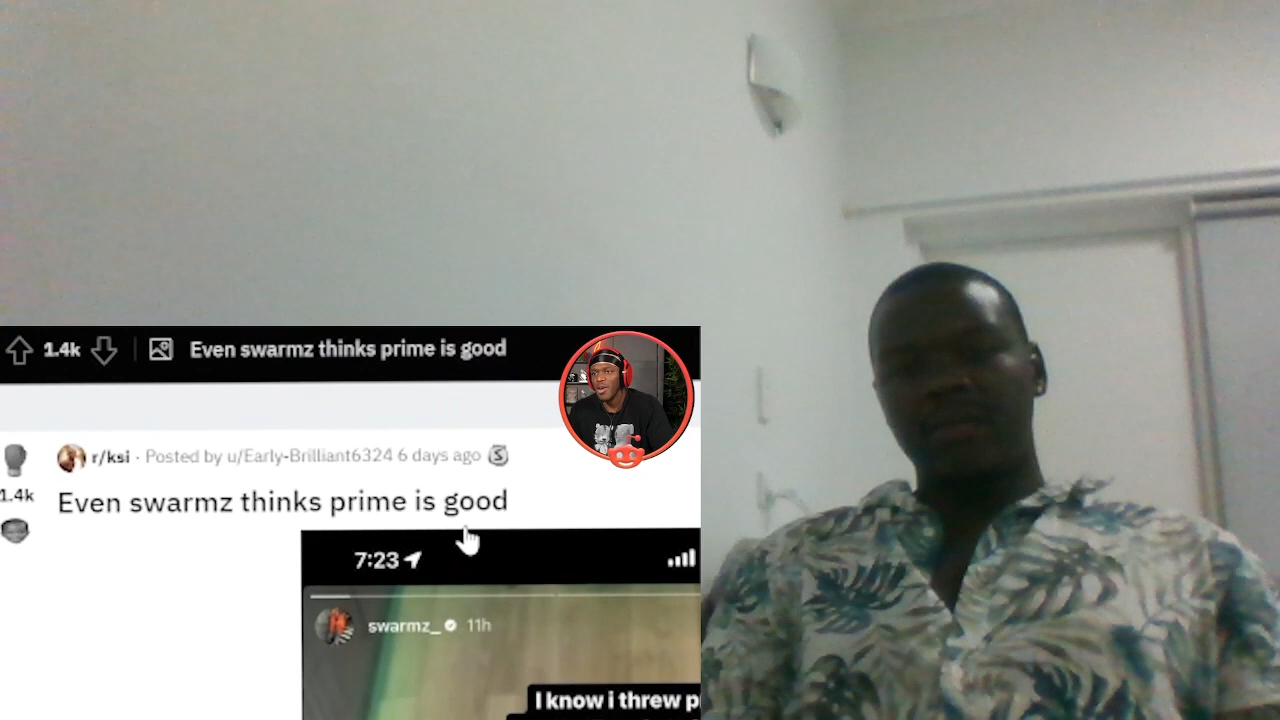 1.4k Even swarmz thinks prime is good
r/ksi · Posted by u/Early-Brilliant6324 6 days ago
1.4k
Even swarmz thinks prime is good
7:23
swarmz_ 11h
I know i threw p